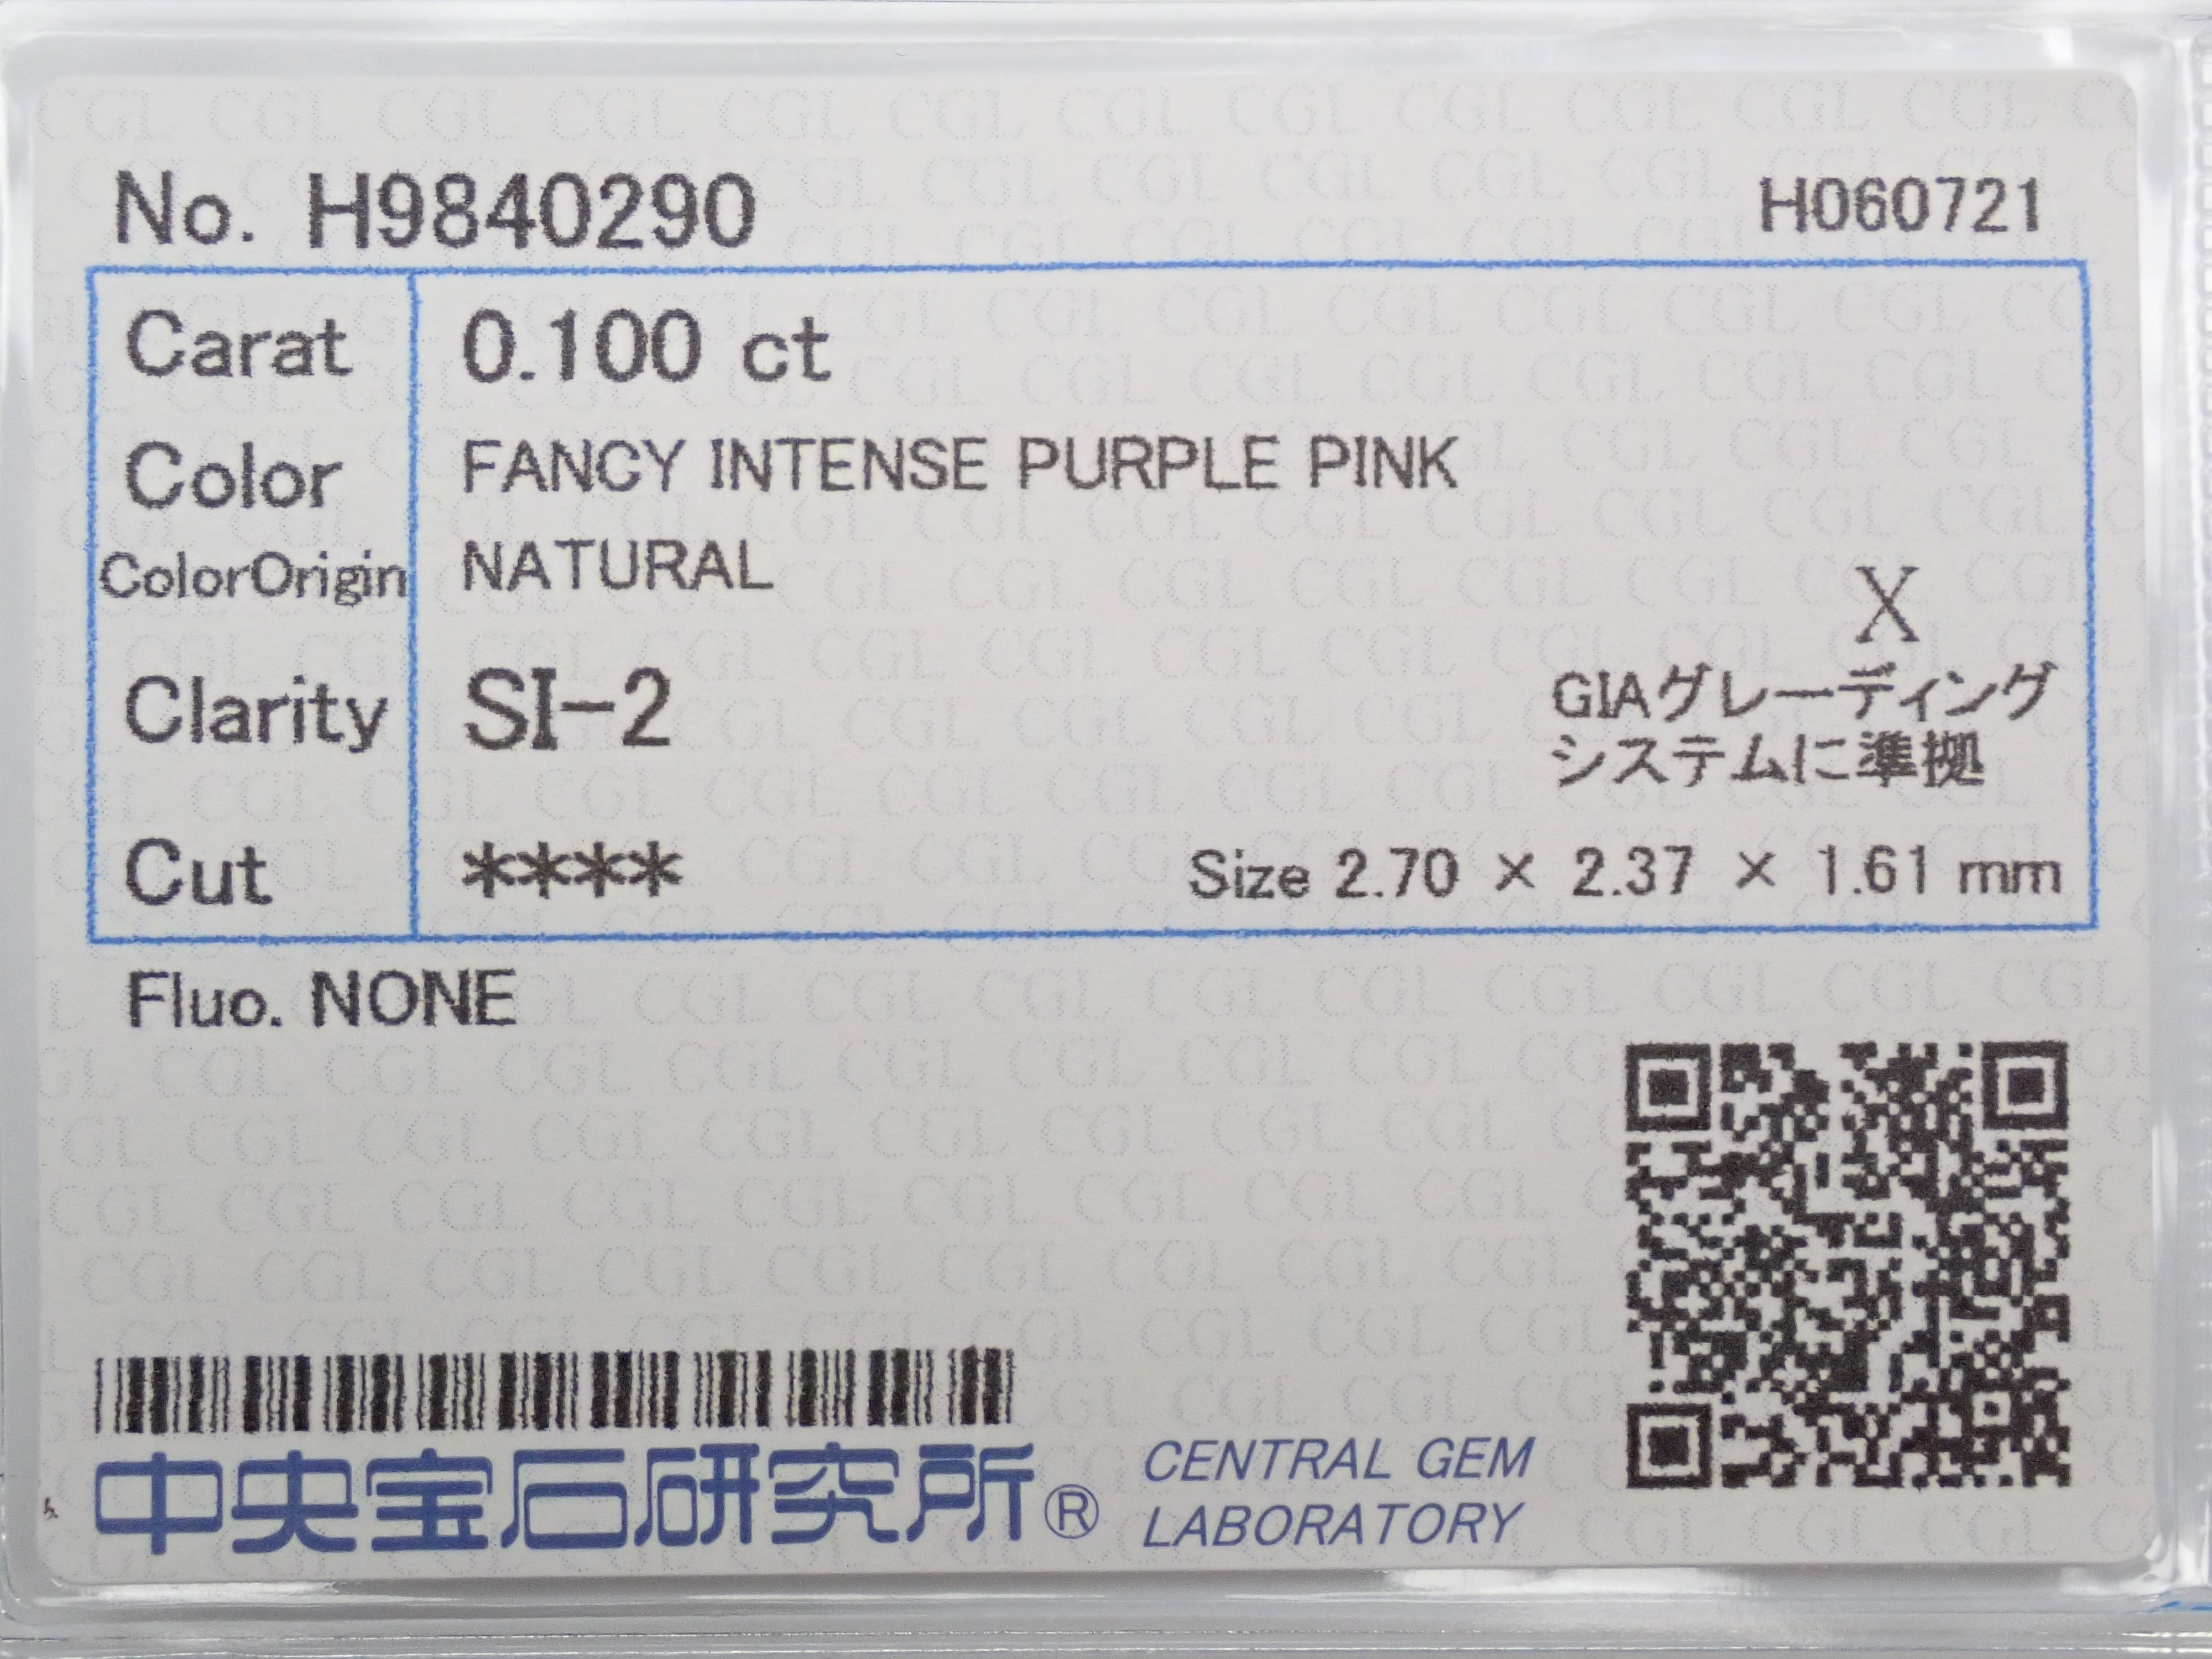 No. H9840290
H060721
Carat 0.100 ct
Color FANCY INTENSE PURPLE PINK
ColorOrigin NATURAL
X
Clarity SI-2
GIAグレーディング
システムに準拠
Cut ****
Size 2.70 × 2.37 × 1.61 mm
Fluo. NONE
中央宝石研究所®
CENTRAL GEM
LABORATORY